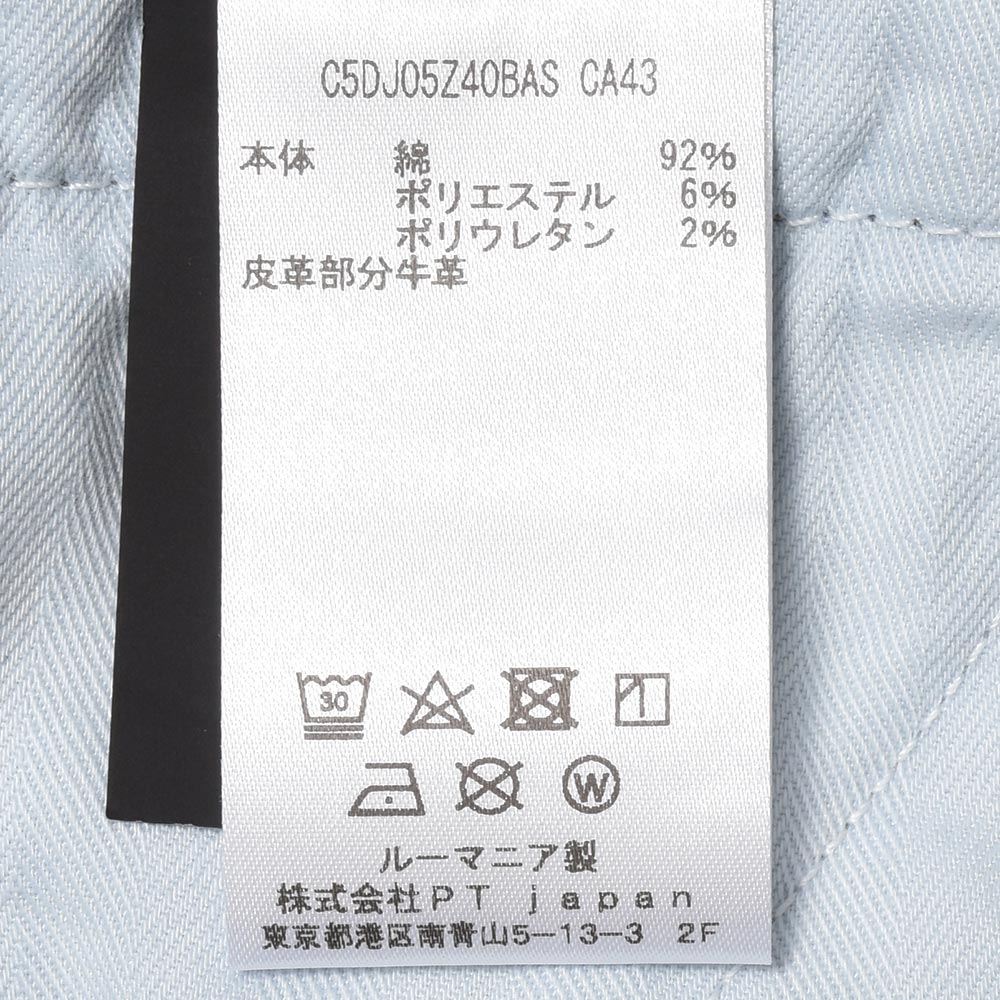 C5DJ05Z40BAS CA43
本体 綿 92%
ポリエステル 6%
ポリウレタン 2%
皮革部分牛革
30
W
ルーマニア製
株式会社PT japan
東京都港区南青山5-13-3 2F